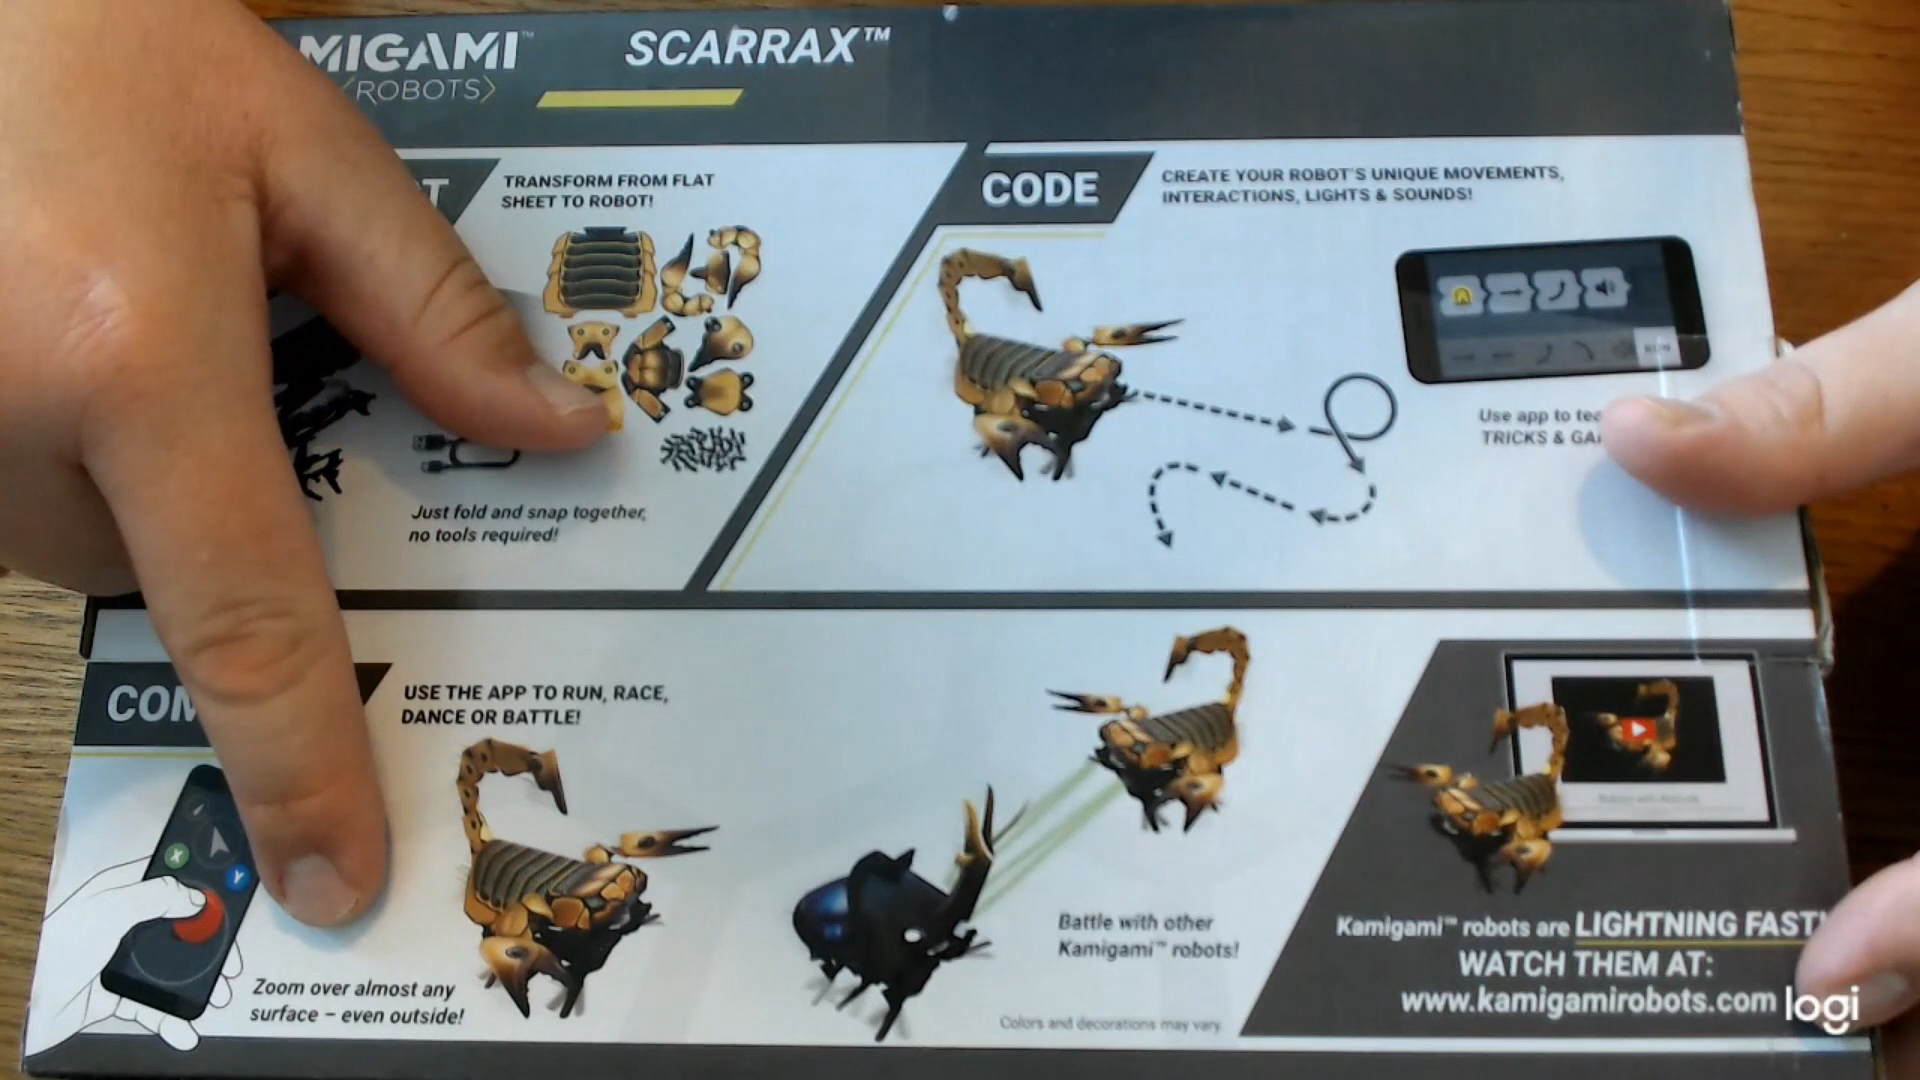 MIGAMI™
ROBOTS
SCARRAX™
TRANSFORM FROM FLAT
SHEET TO ROBOT!
Just fold and snap together,
no tools required!
CODE
CREATE YOUR ROBOT'S UNIQUE MOVEMENTS,
INTERACTIONS, LIGHTS & SOUNDS!
RUN
Use app to tea
TRICKS & GA
COM
USE THE APP TO RUN, RACE,
DANCE OR BATTLE!
X
Y
Zoom over almost any
surface – even outside!
Battle with other
Kamigami™ robots!
Colors and decorations may vary.
Kamigami™ robots are LIGHTNING FAST!
WATCH THEM AT:
www.kamigamirobots.com
logi